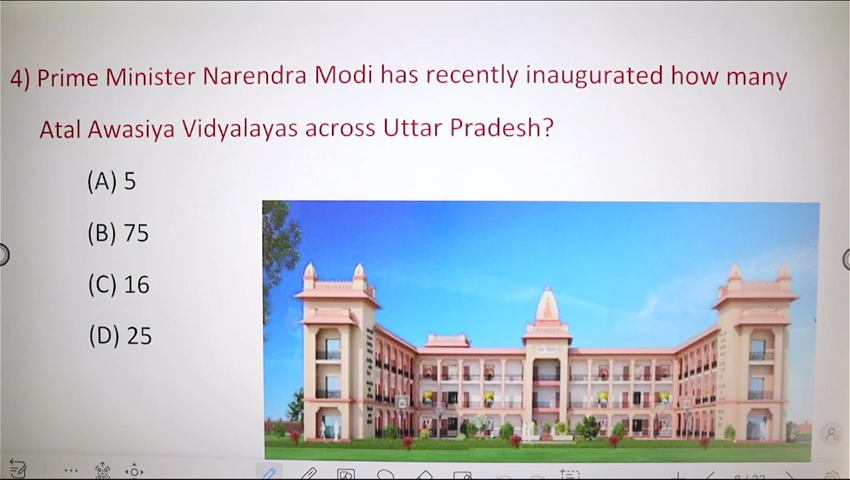 4) Prime Minister Narendra Modi has recently inaugurated how many
Atal Awasiya Vidyalayas across Uttar Pradesh?
(A) 5
(B) 75
(C) 16
(D) 25